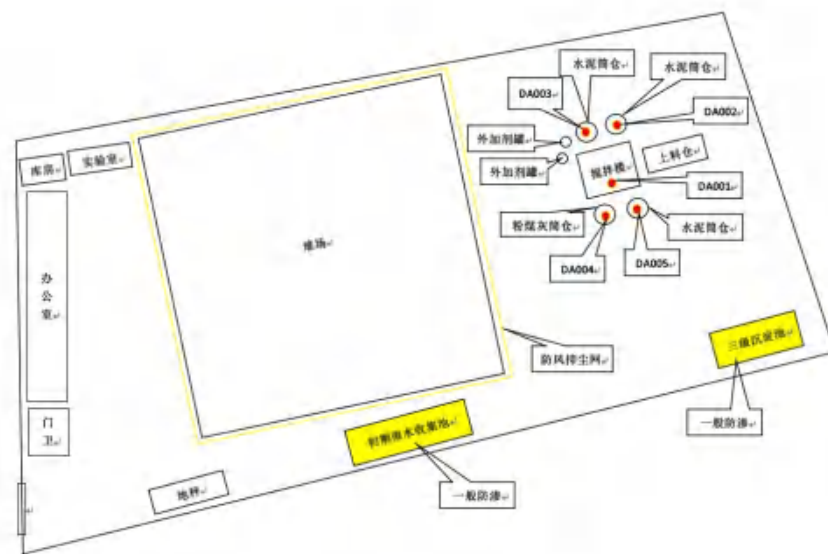 水泥筒仓
水泥筒仓
DA003
DA002
外加剂罐
外加剂罐
搅拌楼
上料仓
DA001
粉煤灰筒仓
水泥筒仓
DA004
DA005
库房
实验室
堆场
办公室
防风抑尘网
三级沉淀池
门卫
初期雨水收集池
一般防渗
地秤
一般防渗